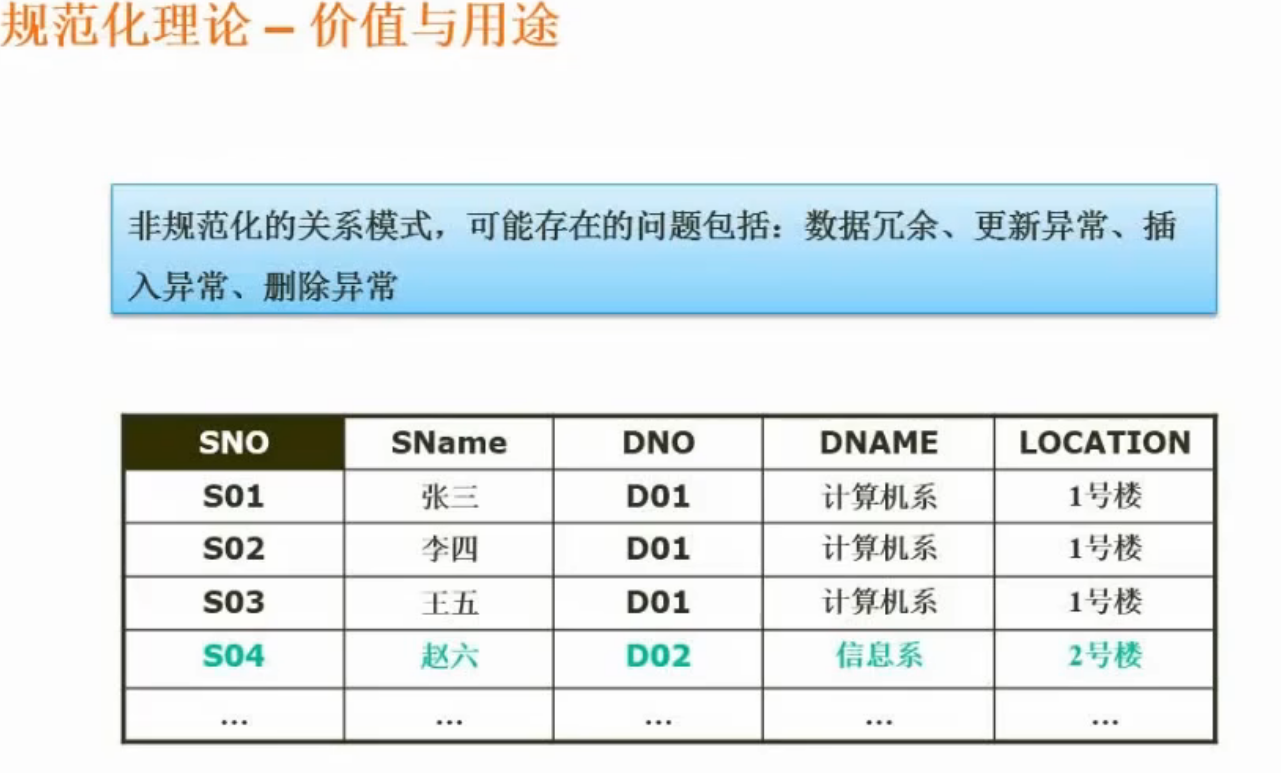 规范化理论 – 价值与用途
非规范化的关系模式，可能存在的问题包括：数据冗余、更新异常、插
入异常、删除异常
SNO SName DNO DNAME LOCATION
S01 张三 D01 计算机系 1号楼
S02 李四 D01 计算机系 1号楼
S03 王五 D01 计算机系 1号楼
S04 赵六 D02 信息系 2号楼
... ... ... ... ...